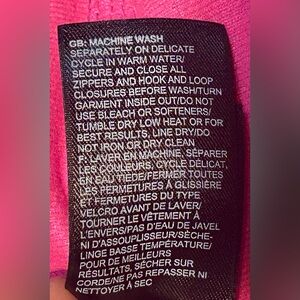 GB: MACHINE WASH
SEPARATELY ON DELICATE
CYCLE IN WARM WATER/
SECURE AND CLOSE ALL
ZIPPERS AND HOOK AND LOOP
CLOSURES BEFORE WASH/TURN
GARMENT INSIDE OUT/DO NOT
USE BLEACH OR SOFTENERS/
TUMBLE DRY LOW HEAT OR FOR
BEST RESULTS, LINE DRY/DO
NOT IRON OR DRY CLEAN
F: LAVER EN MACHINE, SÉPARER
LES COULEURS, CYCLE DÉLICAT,
EN EAU TIÈDE/FERMER TOUTES
LES FERMETURES À GLISSIÈRE
ET FERMETURES DU TYPE
VELCRO AVANT DE LAVER/
TOURNER LE VÊTEMENT À
L'ENVERS/PAS D'EAU DE JAVEL
NI D'ASSOUPLISSEUR/SÈCHE-
LINGE BASSE TEMPÉRATURE/
POUR DE MEILLEURS
RÉSULTATS, SÉCHER SUR
CORDE/NE PAS REPASSER NI
NETTOYER À SEC